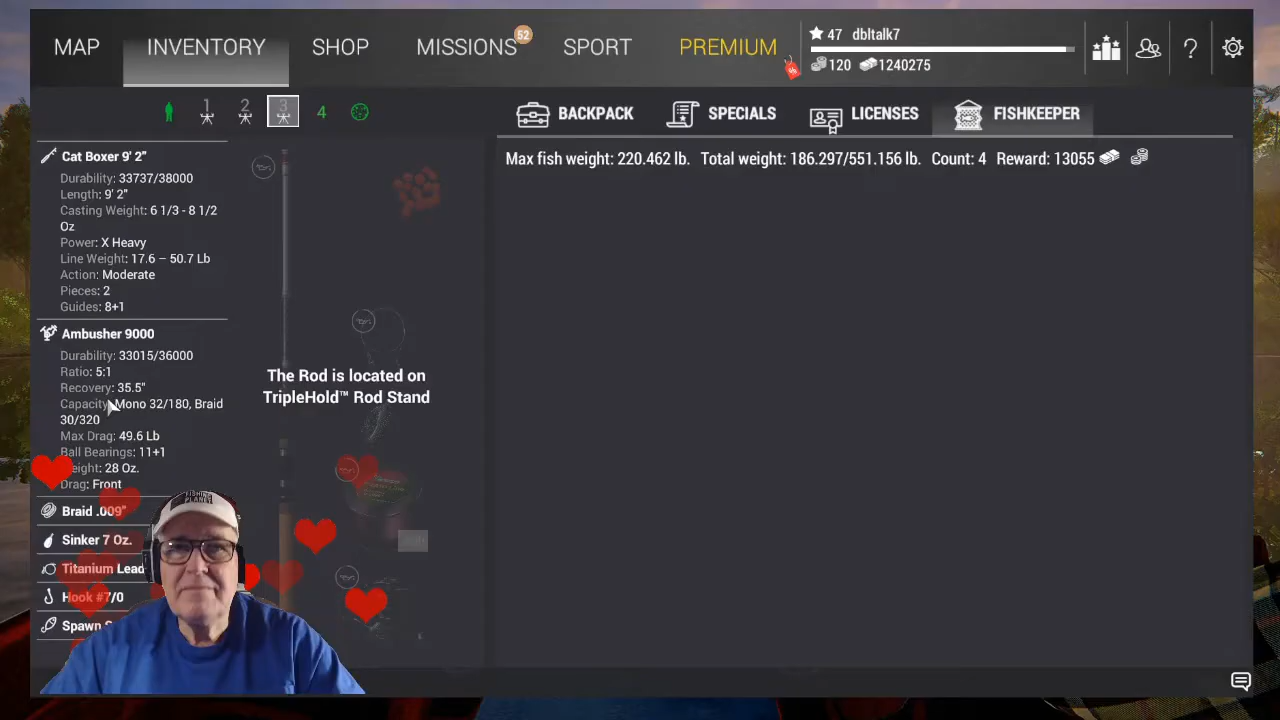 MAP
INVENTORY
SHOP
MISSIONS
52
SPORT
PREMIUM
47 dbltalk7
120 1240275
?
1
2
3
4
BACKPACK
SPECIALS
LICENSES
FISHKEEPER
Max fish weight: 220.462 lb. Total weight: 186.297/551.156 lb. Count: 4 Reward: 13055
Cat Boxer 9' 2"
Durability: 33737/38000
Length: 9' 2"
Casting Weight: 6 1/3 - 8 1/2
Oz
Power: X Heavy
Line Weight: 17.6 – 50.7 Lb
Action: Moderate
Pieces: 2
Guides: 8+1
Ambusher 9000
Durability: 33015/36000
Ratio: 5:1
Recovery: 35.5"
Capacity: Mono 32/180, Braid
30/320
Max Drag: 49.6 Lb
Ball Bearings: 11+1
Weight: 28 Oz.
Drag: Front
Braid .009"
Sinker 7 Oz.
Titanium Lead
Hook #7/0
Spawn
The Rod is located on
TripleHold™ Rod Stand
FISHING
PLANET